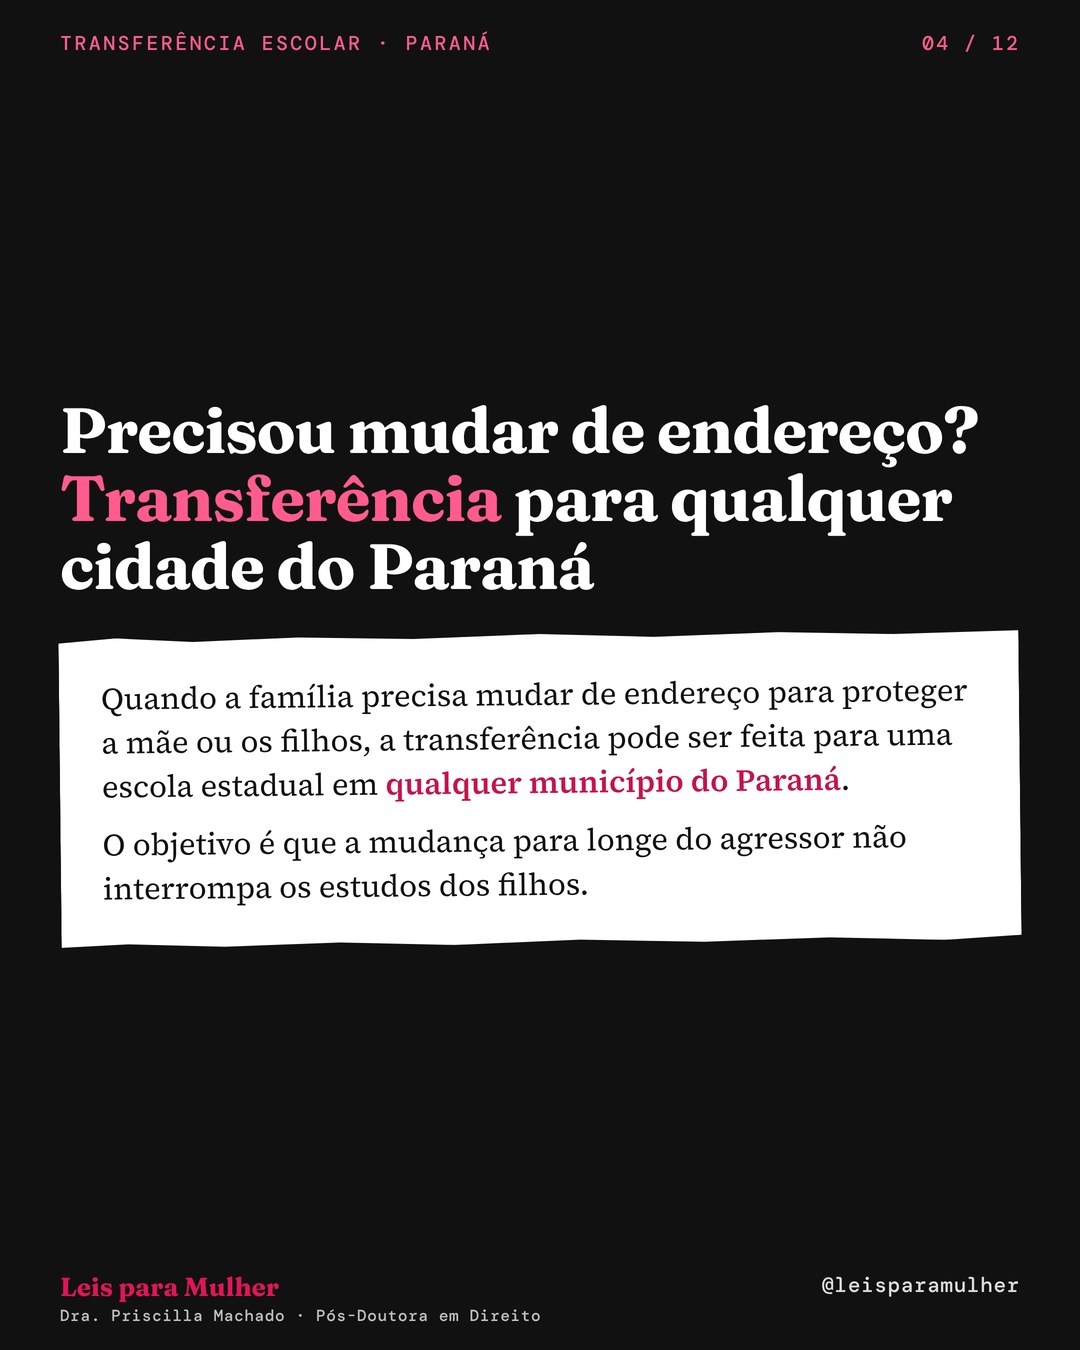 TRANSFERÊNCIA ESCOLAR · PARANÁ
04 / 12
Precisou mudar de endereço?
Transferência para qualquer
cidade do Paraná
Quando a família precisa mudar de endereço para proteger
a mãe ou os filhos, a transferência pode ser feita para uma
escola estadual em qualquer município do Paraná.
O objetivo é que a mudança para longe do agressor não
interrompa os estudos dos filhos.
Leis para Mulher
@leisparamulher
Dra. Priscilla Machado · Pós-Doutora em Direito